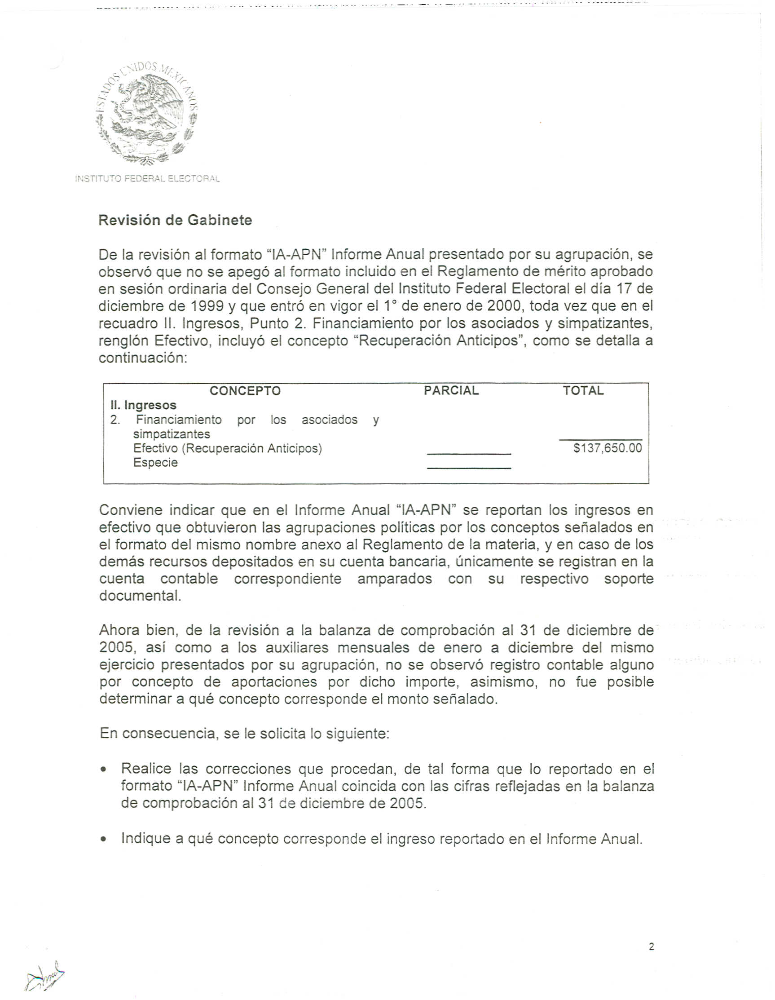 ESTADOS UNIDOS MEXICANOS
INSTITUTO FEDERAL ELECTORAL
Revisión de Gabinete
De la revisión al formato “IA-APN” Informe Anual presentado por su agrupación, se
observó que no se apegó al formato incluido en el Reglamento de mérito aprobado
en sesión ordinaria del Consejo General del Instituto Federal Electoral el día 17 de
diciembre de 1999 y que entró en vigor el 1° de enero de 2000, toda vez que en el
recuadro II. Ingresos, Punto 2. Financiamiento por los asociados y simpatizantes,
renglón Efectivo, incluyó el concepto “Recuperación Anticipos”, como se detalla a
continuación:
CONCEPTO PARCIAL TOTAL
II. Ingresos
2. Financiamiento por los asociados y
simpatizantes
Efectivo (Recuperación Anticipos) $137,650.00
Especie
Conviene indicar que en el Informe Anual “IA-APN” se reportan los ingresos en
efectivo que obtuvieron las agrupaciones políticas por los conceptos señalados en
el formato del mismo nombre anexo al Reglamento de la materia, y en caso de los
demás recursos depositados en su cuenta bancaria, únicamente se registran en la
cuenta contable correspondiente amparados con su respectivo soporte
documental.
Ahora bien, de la revisión a la balanza de comprobación al 31 de diciembre de
2005, así como a los auxiliares mensuales de enero a diciembre del mismo
ejercicio presentados por su agrupación, no se observó registro contable alguno
por concepto de aportaciones por dicho importe, asimismo, no fue posible
determinar a qué concepto corresponde el monto señalado.
En consecuencia, se le solicita lo siguiente:
• Realice las correcciones que procedan, de tal forma que lo reportado en el
formato “IA-APN” Informe Anual coincida con las cifras reflejadas en la balanza
de comprobación al 31 de diciembre de 2005.
• Indique a qué concepto corresponde el ingreso reportado en el Informe Anual.
2